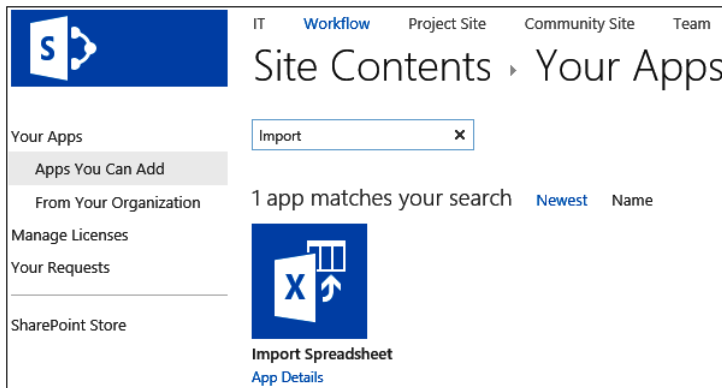 IT Workflow Project Site Community Site Team
Site Contents ▸ Your Apps
Your Apps
Apps You Can Add
From Your Organization
Manage Licenses
Your Requests
SharePoint Store
Import
1 app matches your search Newest Name
Import Spreadsheet
App Details